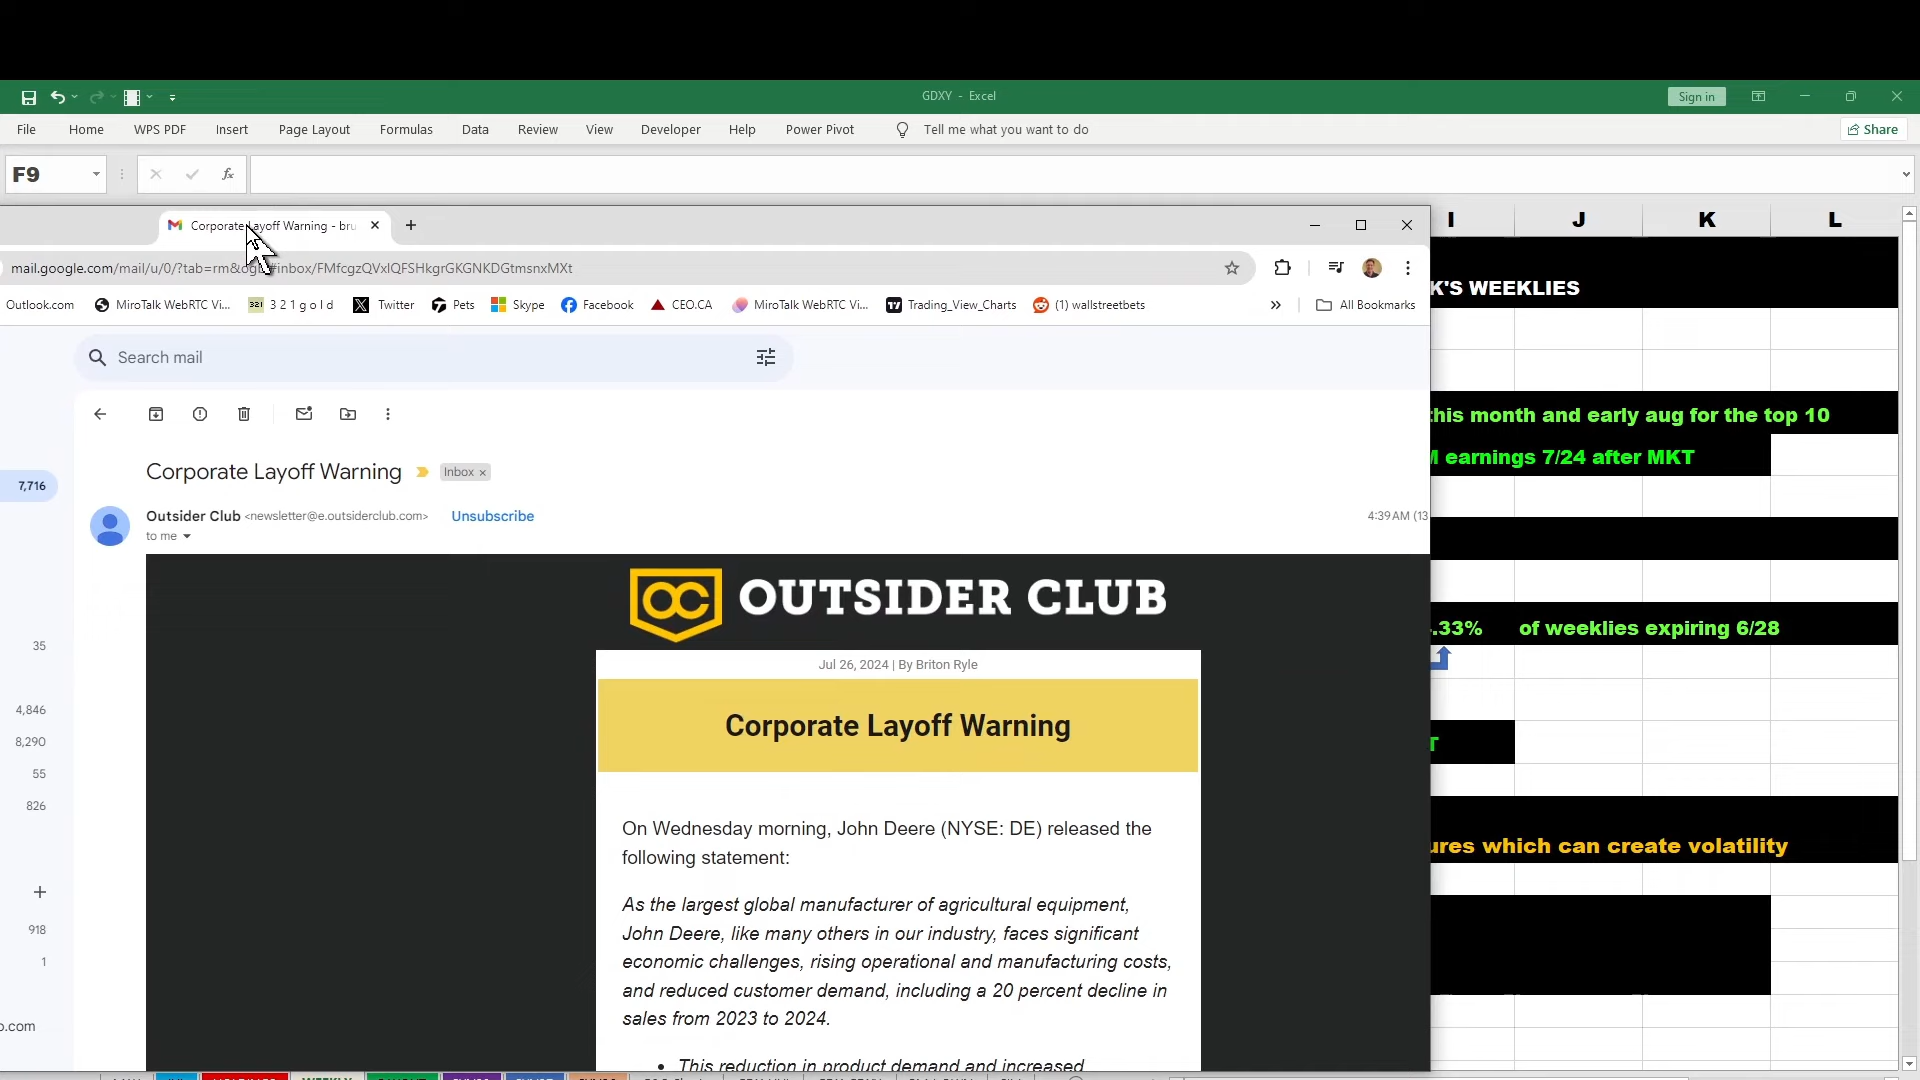 GDXY - Excel
Sign in
File Home WPS PDF Insert Page Layout Formulas Data Review View Developer Help Power Pivot Tell me what you want to do Share
F9 fx
I J K L
Corporate Layoff Warning - bru
mail.google.com/mail/u/0/?tab=rm&og #inbox/FMfcgzQVxlQFSHkgrGKGNKDGtmsnxMXt
Outlook.com MiroTalk WebRTC Vi... 321 3 2 1 g o l d Twitter Pets Skype Facebook CEO.CA MiroTalk WebRTC Vi... Trading_View_Charts (1) wallstreetbets » All Bookmarks
K'S WEEKLIES
Search mail
this month and early aug for the top 10
M earnings 7/24 after MKT
Corporate Layoff Warning Inbox ×
7,716
Outsider Club <newsletter@e.outsiderclub.com> Unsubscribe 4:39 AM (13
to me
OC OUTSIDER CLUB
.33% of weeklies expiring 6/28
35
Jul 26, 2024 | By Briton Ryle
4,846
Corporate Layoff Warning
8,290
T
55
826
On Wednesday morning, John Deere (NYSE: DE) released the
following statement:
ures which can create volatility
As the largest global manufacturer of agricultural equipment,
John Deere, like many others in our industry, faces significant
economic challenges, rising operational and manufacturing costs,
and reduced customer demand, including a 20 percent decline in
sales from 2023 to 2024.
918
1
o.com
• This reduction in product demand and increased